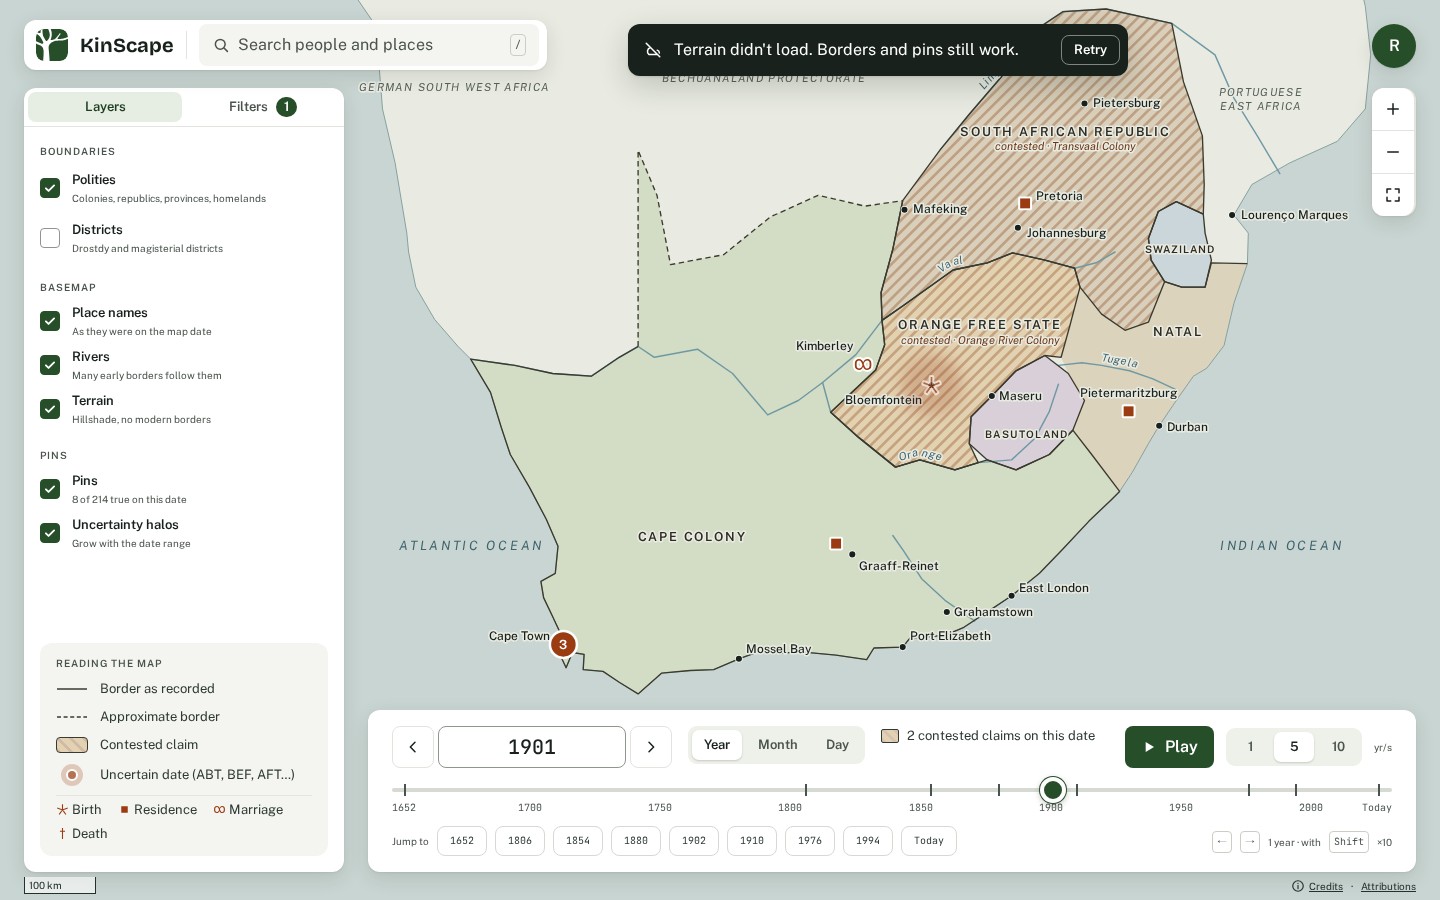 KinScape
Search people and places
/
Terrain didn't load. Borders and pins still work.
Retry
R
Layers
Filters 1
BOUNDARIES
Polities
Colonies, republics, provinces, homelands
Districts
Drostdy and magisterial districts
BASEMAP
Place names
As they were on the map date
Rivers
Many early borders follow them
Terrain
Hillshade, no modern borders
PINS
Pins
8 of 214 true on this date
Uncertainty halos
Grow with the date range
READING THE MAP
Border as recorded
Approximate border
Contested claim
Uncertain date (ABT, BEF, AFT…)
Birth
Residence
Marriage
Death
100 km
GERMAN SOUTH WEST AFRICA
BECHUANALAND PROTECTORATE
PORTUGUESE
EAST AFRICA
Pietersburg
SOUTH AFRICAN REPUBLIC
contested · Transvaal Colony
Pretoria
Mafeking
Johannesburg
Lourenço Marques
SWAZILAND
Vaal
ORANGE FREE STATE
contested · Orange River Colony
NATAL
Kimberley
Tugela
Bloemfontein
Maseru
Pietermaritzburg
Durban
BASUTOLAND
Orange
ATLANTIC OCEAN
CAPE COLONY
INDIAN OCEAN
Graaff-Reinet
East London
Grahamstown
Cape Town
3
Mossel Bay
Port Elizabeth
+
−
1901
Year
Month
Day
2 contested claims on this date
Play
1
5
10
yr/s
1652
1700
1750
1800
1850
1900
1950
2000
Today
Jump to
1652
1806
1854
1880
1902
1910
1976
1994
Today
←
→
1 year · with
Shift
×10
Credits · Attributions